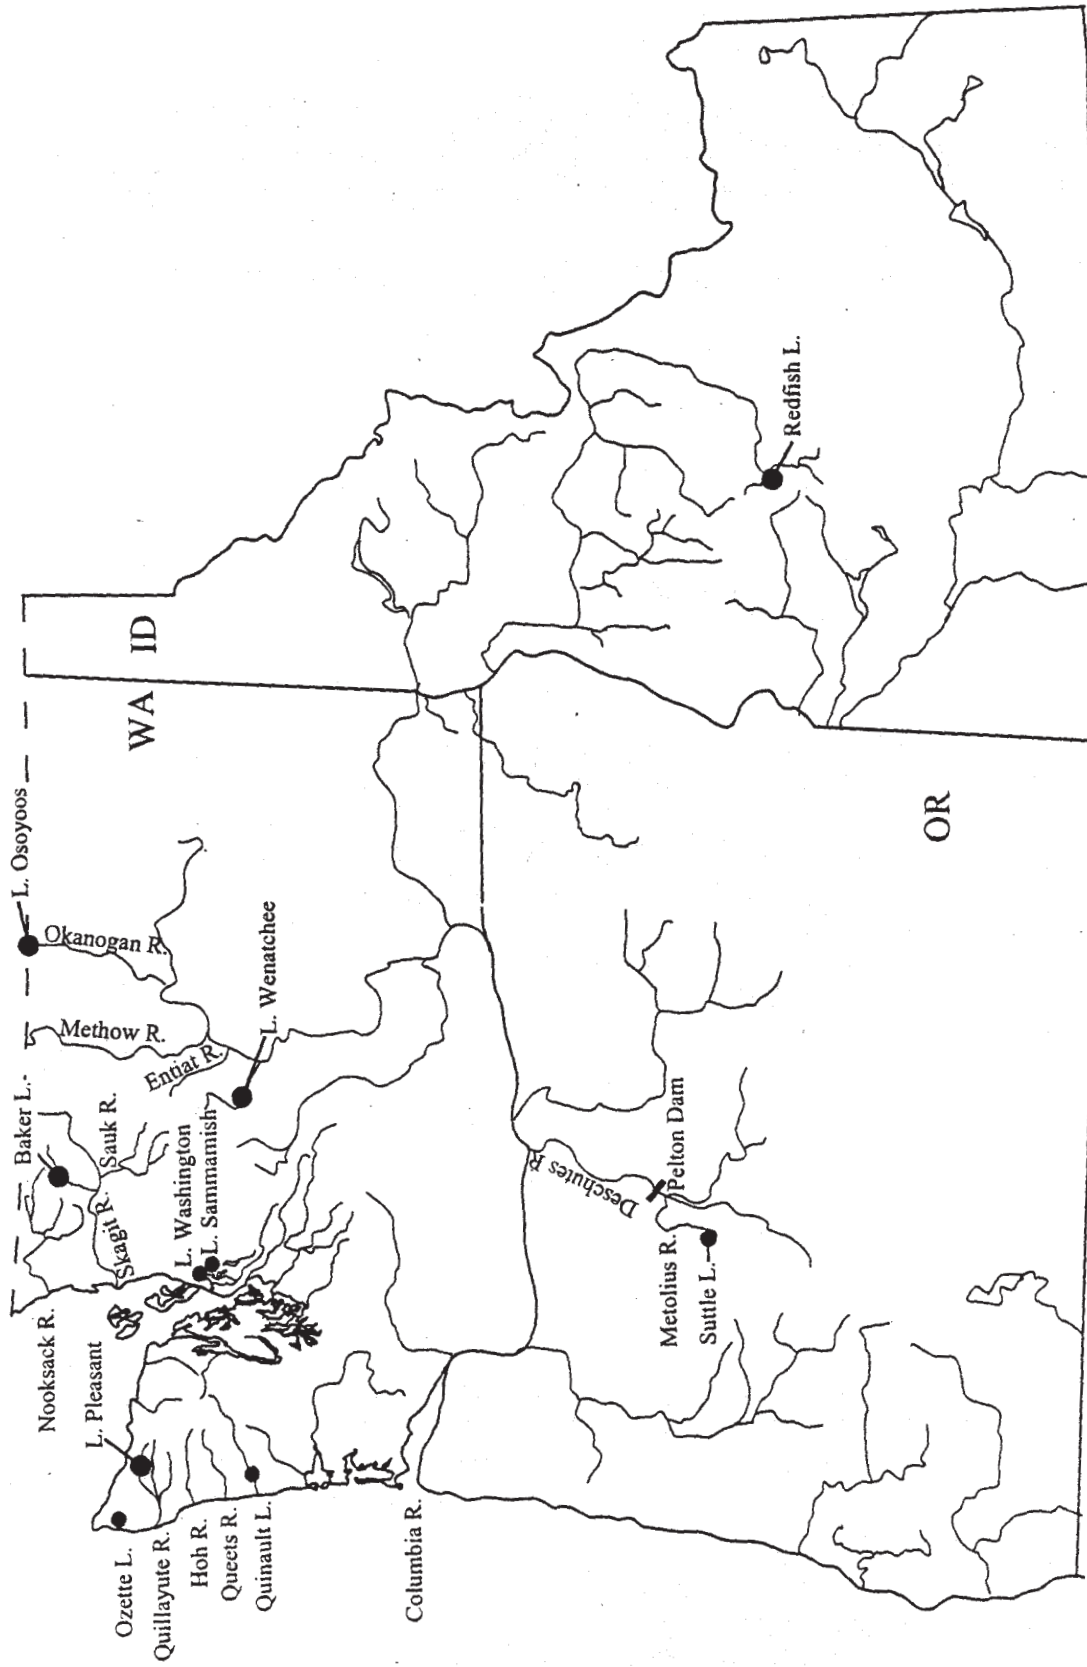 L. Osoyoos
Okanogan R.
Methow R.
Entiat R.
L. Wenatchee
Baker L.
Sauk R.
Skagit R.
L. Washington
L. Sammamish
Nooksack R.
L. Pleasant
Ozette L.
Quillayute R.
Hoh R.
Queets R.
Quinault L.
Columbia R.
WA
ID
OR
Redfish L.
Deschutes R
Pelton Dam
Metolius R.
Suttle L.